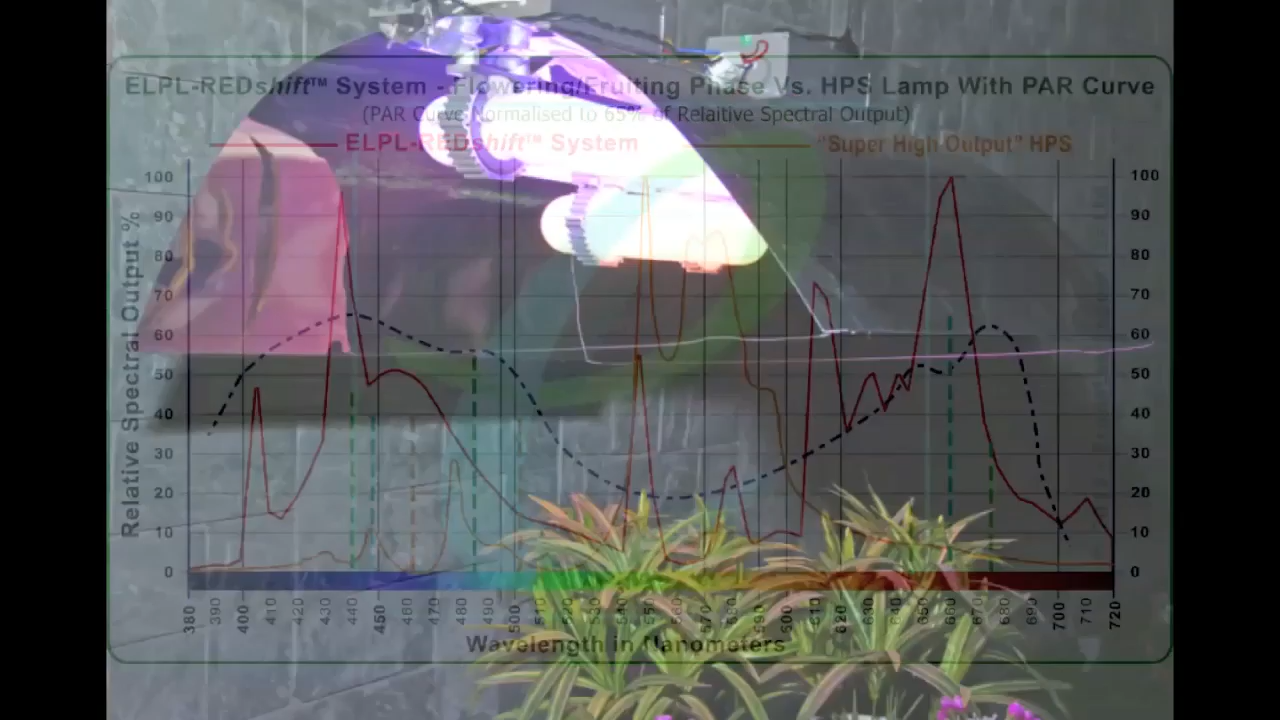 ELPL-REDshift™ System - Flowering/Fruiting Phase Vs. HPS Lamp With PAR Curve
(PAR Curve Normalised to 65% of Relaitive Spectral Output)
ELPL-REDshift™ System "Super High Output" HPS
Relative Spectral Output %
100 100
90 90
80 80
70 70
60 60
50 50
40 40
30 30
20 20
10 10
0 0
380 390 400 410 420 430 440 450 460 470 480 490 500 510 520 530 540 550 560 570 580 590 600 610 620 630 640 650 660 670 680 690 700 710 720
Wavelength in Nanometers